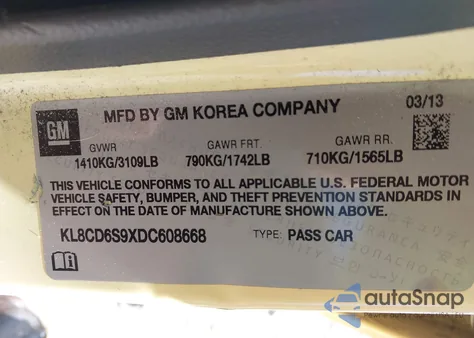 GM
MFD BY GM KOREA COMPANY
03/13
GVWR
GAWR FRT.
GAWR RR.
1410KG/3109LB
790KG/1742LB
710KG/1565LB
THIS VEHICLE CONFORMS TO ALL APPLICABLE U.S. FEDERAL MOTOR
VEHICLE SAFETY, BUMPER, AND THEFT PREVENTION STANDARDS IN
EFFECT ON THE DATE OF MANUFACTURE SHOWN ABOVE.
KL8CD6S9XDC608668
TYPE: PASS CAR
autoSnap